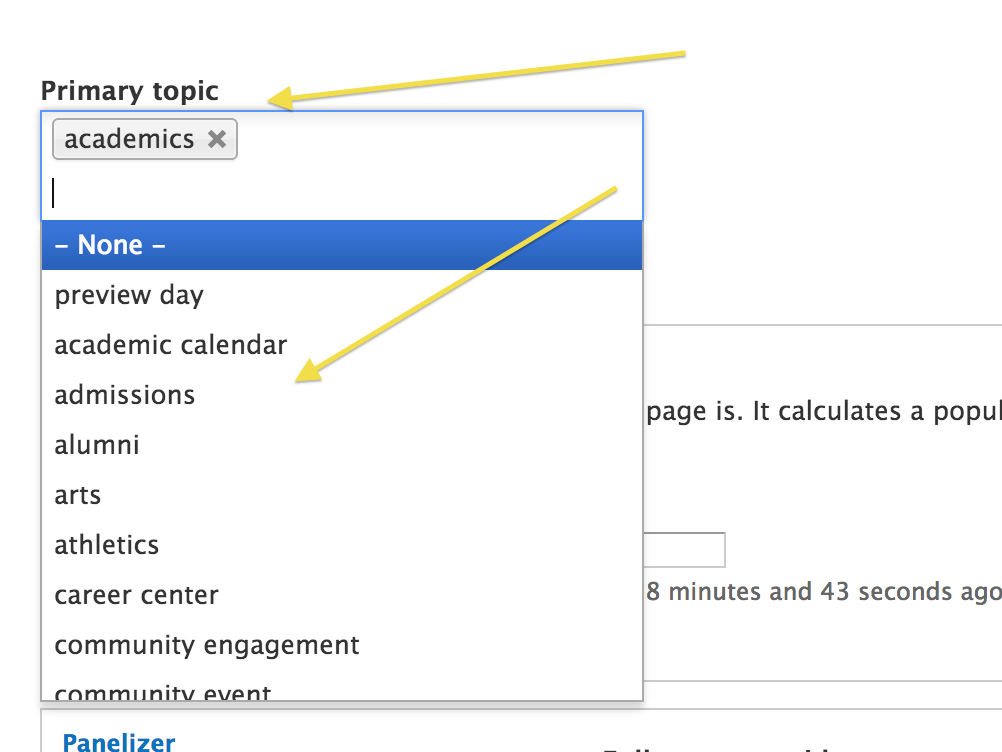 Primary topic
academics ✖
– None –
preview day
academic calendar
admissions
page is. It calculates a popul
alumni
arts
athletics
career center
8 minutes and 43 seconds ago
community engagement
community event
Panelizer